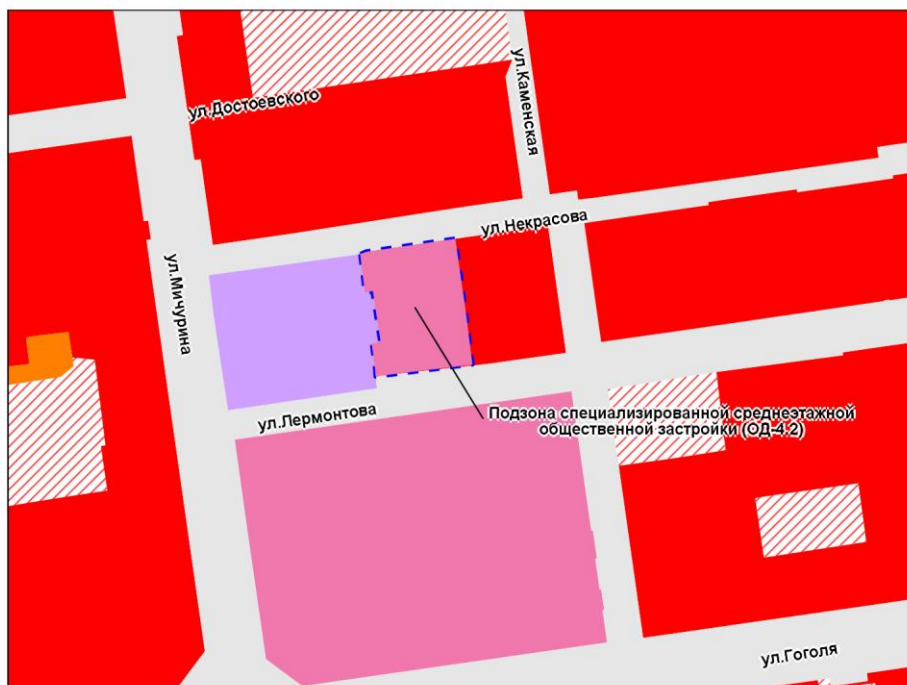 ул.Достоевского
ул.Каменская
ул.Некрасова
ул.Мичурина
ул.Лермонтова
Подзона специализированной среднеэтажной
общественной застройки (ОД-4.2)
ул.Гоголя